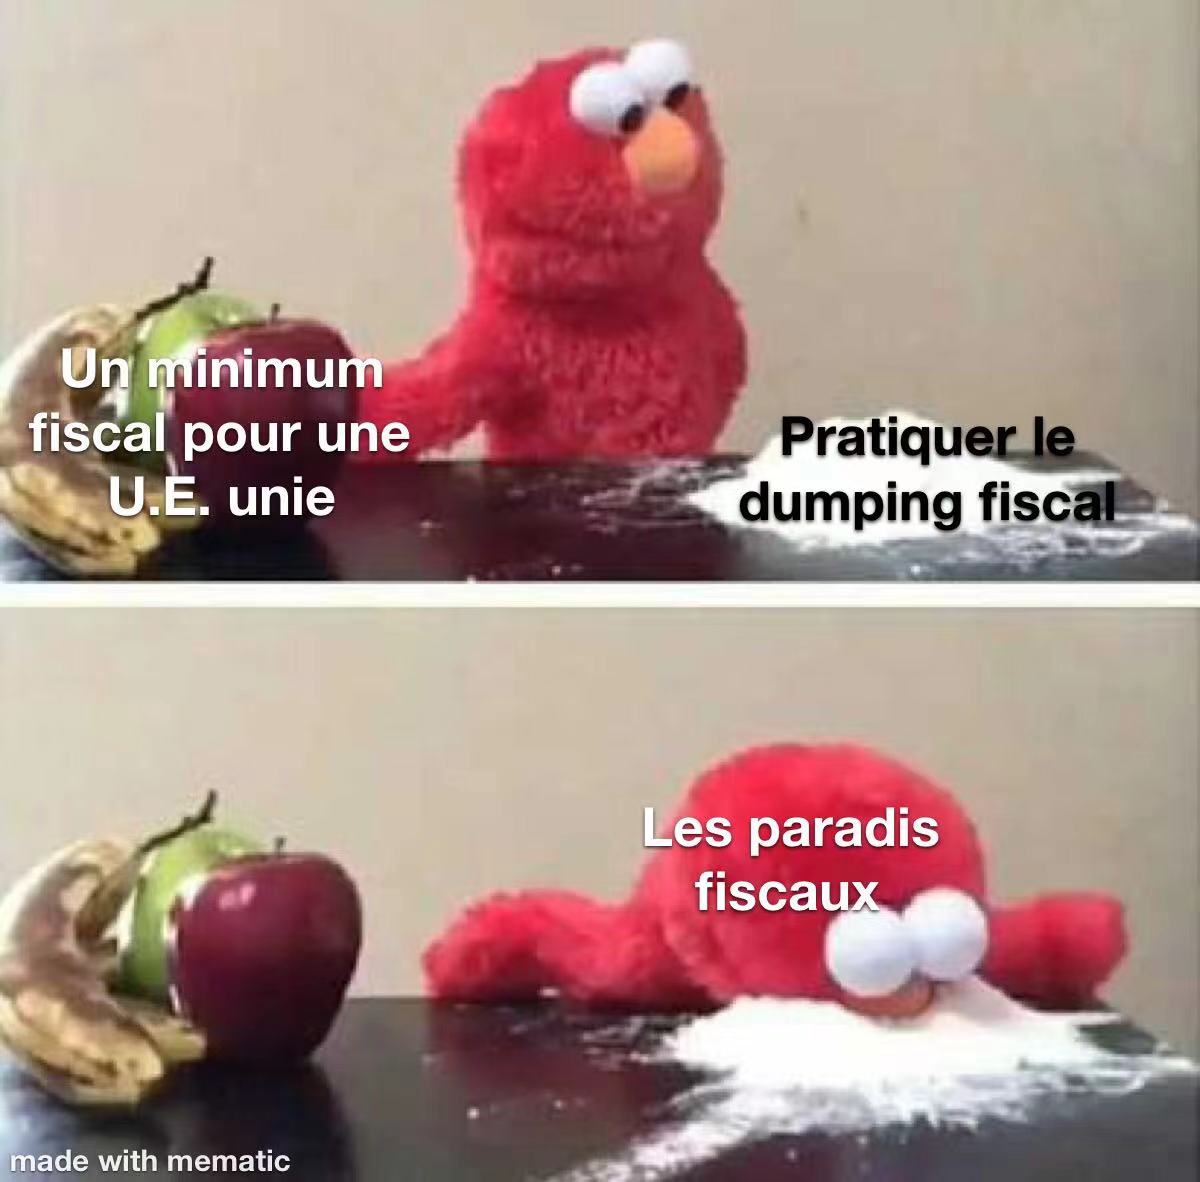 Un minimum
fiscal pour une
U.E. unie
Pratiquer le
dumping fiscal
Les paradis
fiscaux
made with mematic